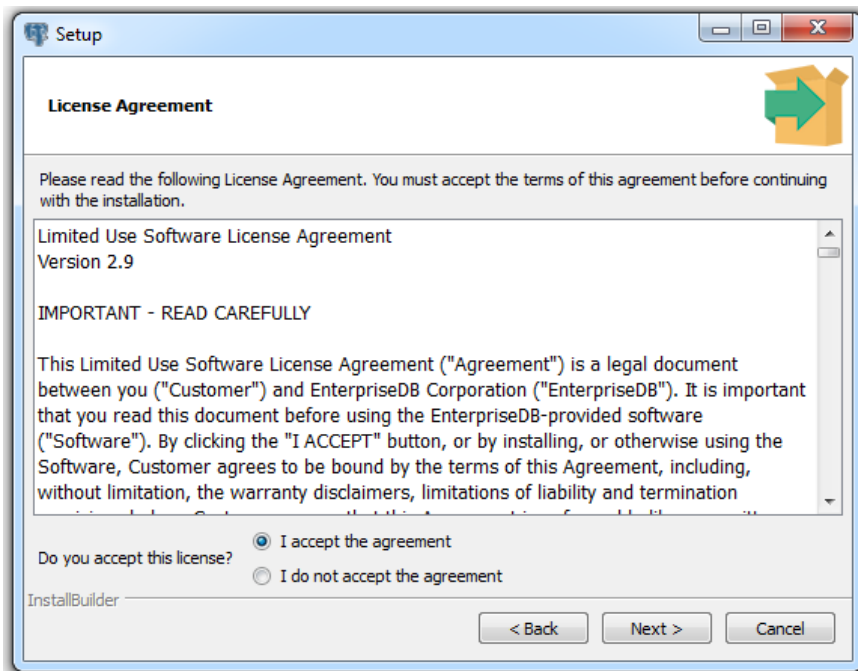 Setup
License Agreement
Please read the following License Agreement. You must accept the terms of this agreement before continuing
with the installation.
Limited Use Software License Agreement
Version 2.9
IMPORTANT - READ CAREFULLY
This Limited Use Software License Agreement ("Agreement") is a legal document
between you ("Customer") and EnterpriseDB Corporation ("EnterpriseDB"). It is important
that you read this document before using the EnterpriseDB-provided software
("Software"). By clicking the "I ACCEPT" button, or by installing, or otherwise using the
Software, Customer agrees to be bound by the terms of this Agreement, including,
without limitation, the warranty disclaimers, limitations of liability and termination
Do you accept this license?
I accept the agreement
I do not accept the agreement
InstallBuilder
< Back
Next >
Cancel